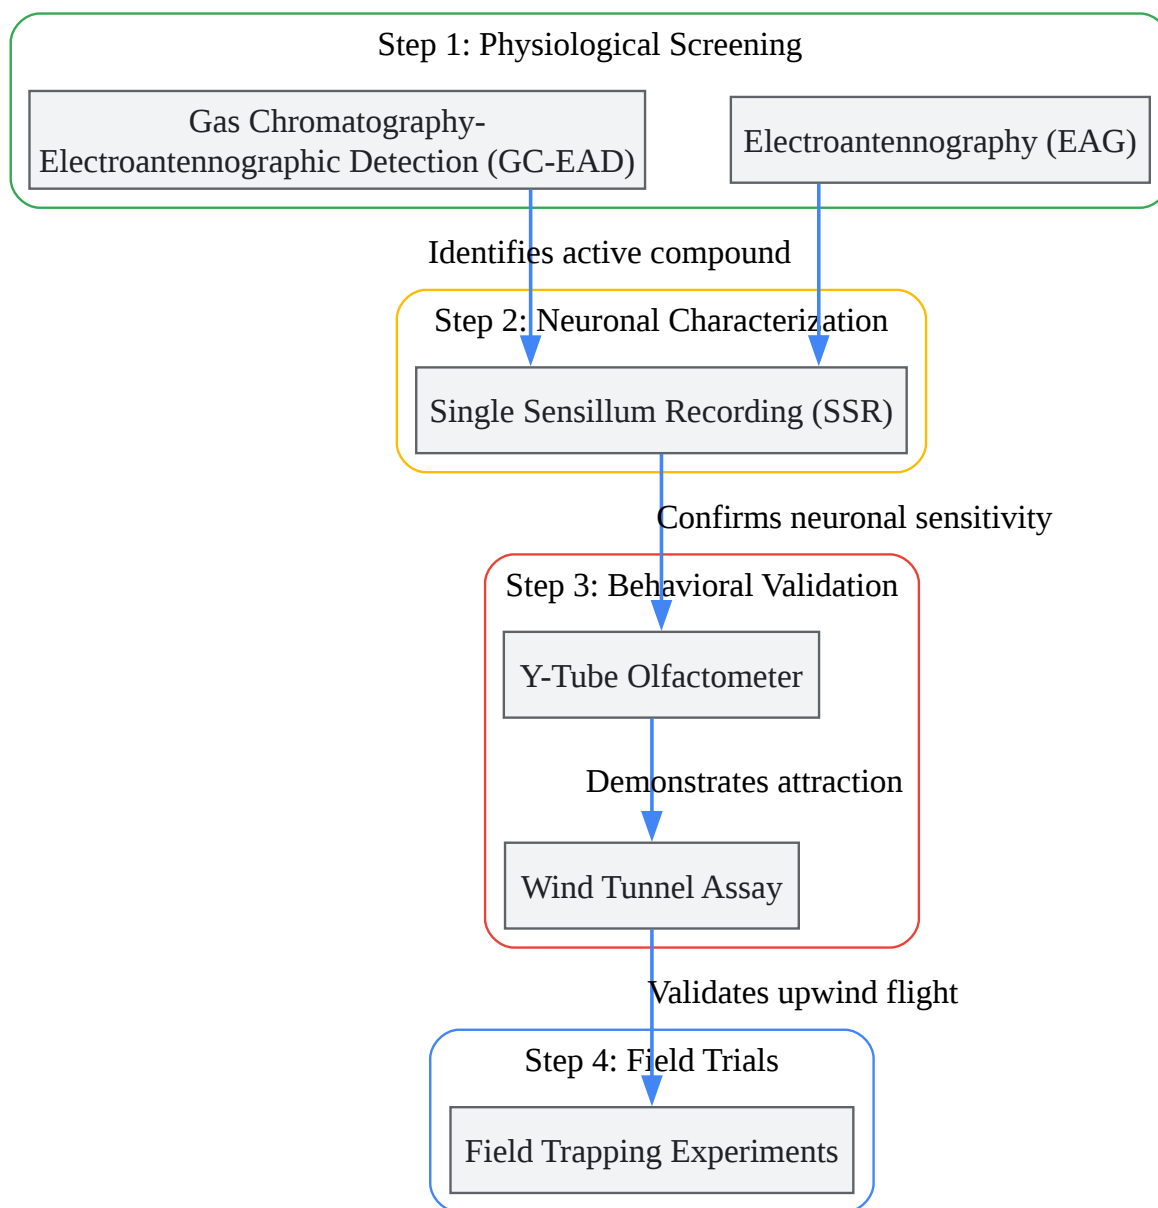 Step 1: Physiological Screening
Gas Chromatography-
Electroantennographic Detection (GC-EAD)
Electroantennography (EAG)
Identifies active compound
Step 2: Neuronal Characterization
Single Sensillum Recording (SSR)
Confirms neuronal sensitivity
Step 3: Behavioral Validation
Y-Tube Olfactometer
Demonstrates attraction
Wind Tunnel Assay
Validates upwind flight
Step 4: Field Trials
Field Trapping Experiments